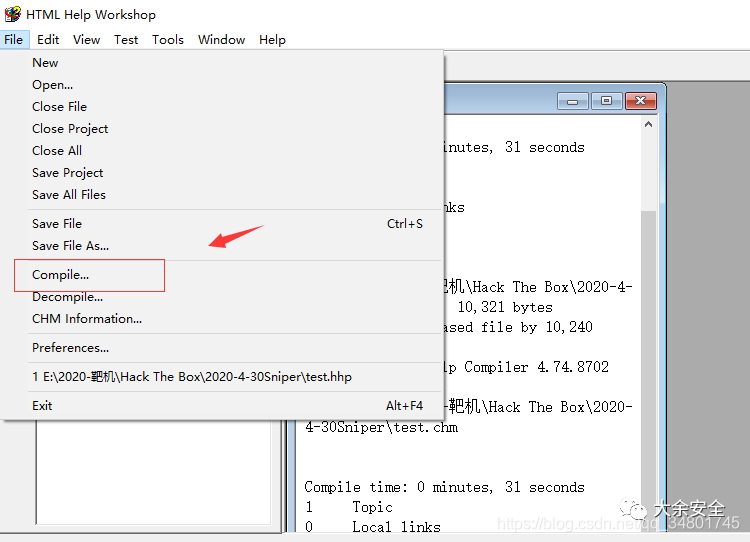 HTML Help Workshop
File Edit View Test Tools Window Help
New
Open...
Close File
Close Project
Close All
Save Project
Save All Files
Save File Ctrl+S
Save File As...
Compile...
Decompile...
CHM Information...
Preferences...
1 E:\2020-靶机\Hack The Box\2020-4-30Sniper\test.hhp
Exit Alt+F4
inutes, 31 seconds
ks
机\Hack The Box\2020-4-
10,321 bytes
ased file by 10,240
lp Compiler 4.74.8702
-靶机\Hack The Box\2020-
4-30Sniper\test.chm
Compile time: 0 minutes, 31 seconds
1 Topic
0 Local links
大余安全
https://blog.csdn.net/qq_34801745